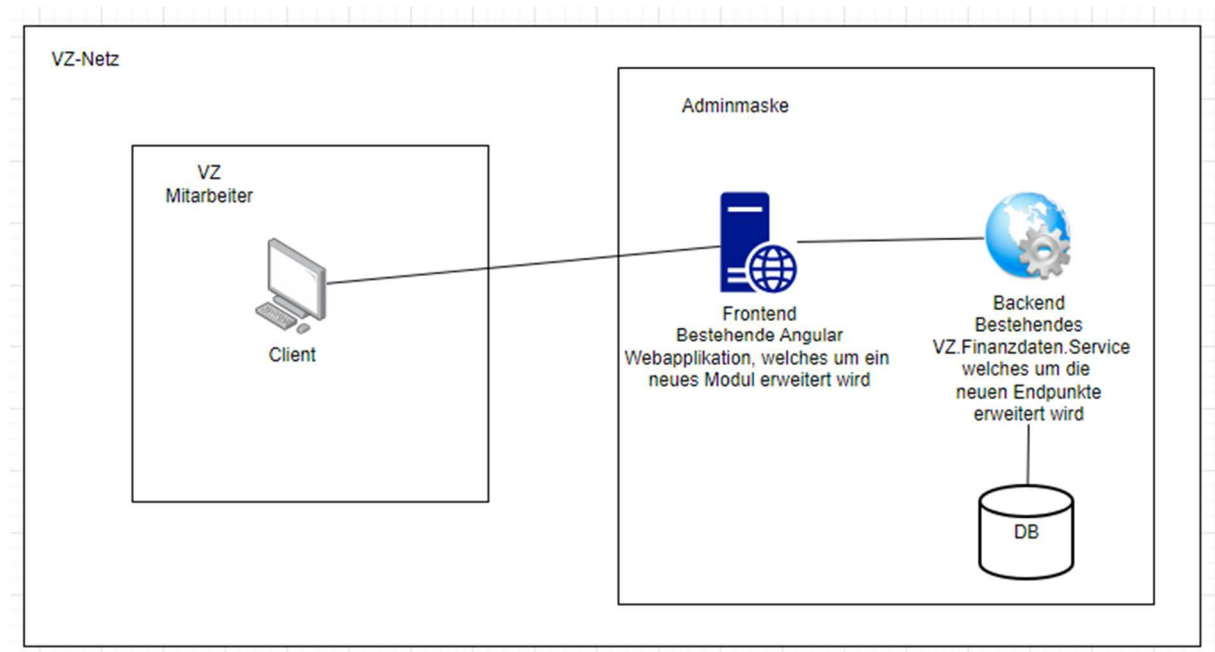 VZ-Netz
Adminmaske
VZ
Mitarbeiter
Client
Frontend
Bestehende Angular
Webapplikation, welches um ein
neues Modul erweitert wird
Backend
Bestehendes
VZ.Finanzdaten.Service
welches um die
neuen Endpunkte
erweitert wird
DB